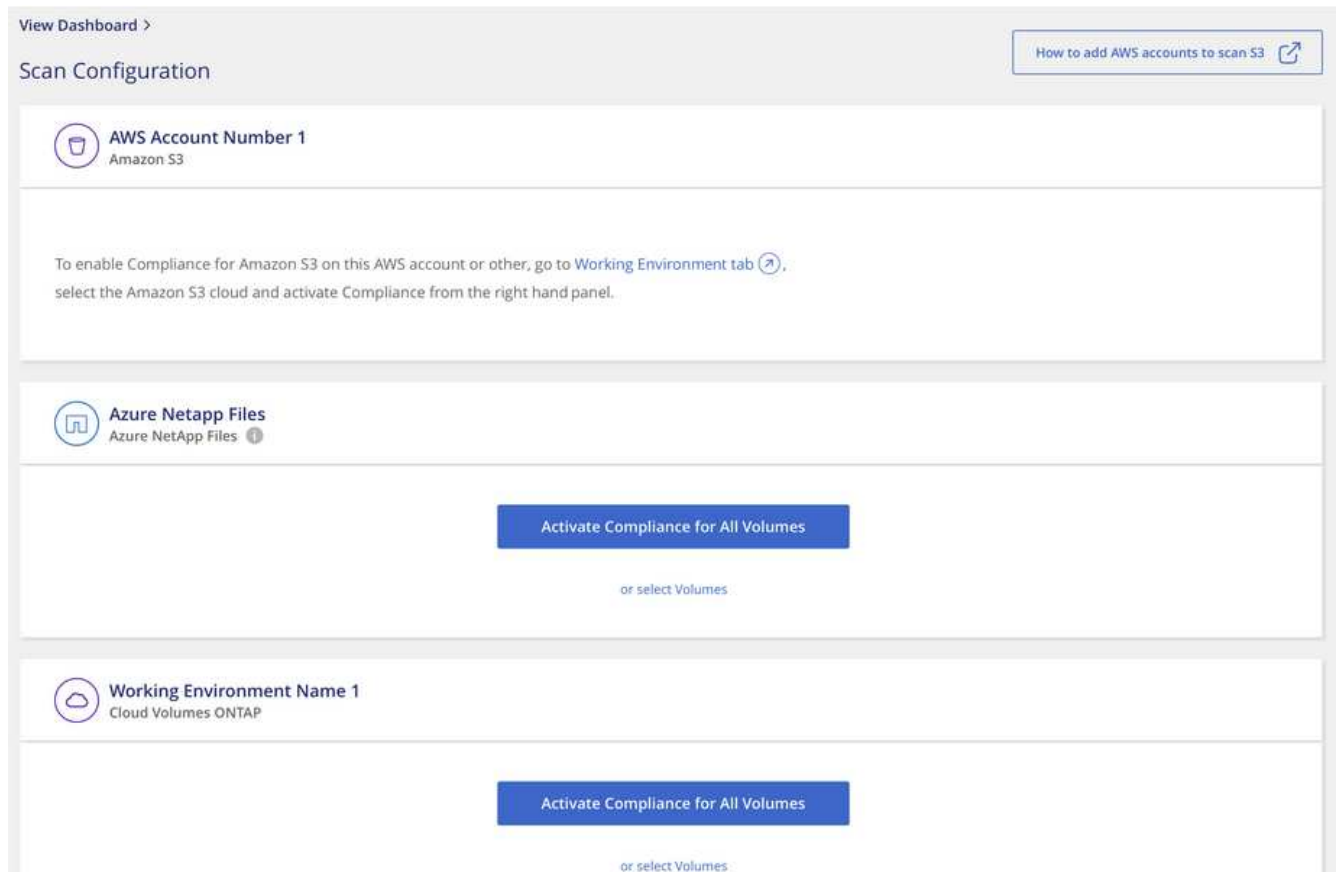 View Dashboard >
How to add AWS accounts to scan S3
Scan Configuration
AWS Account Number 1
Amazon S3
To enable Compliance for Amazon S3 on this AWS account or other, go to Working Environment tab,
select the Amazon S3 cloud and activate Compliance from the right hand panel.
Azure Netapp Files
Azure NetApp Files i
Activate Compliance for All Volumes
or select Volumes
Working Environment Name 1
Cloud Volumes ONTAP
Activate Compliance for All Volumes
or select Volumes